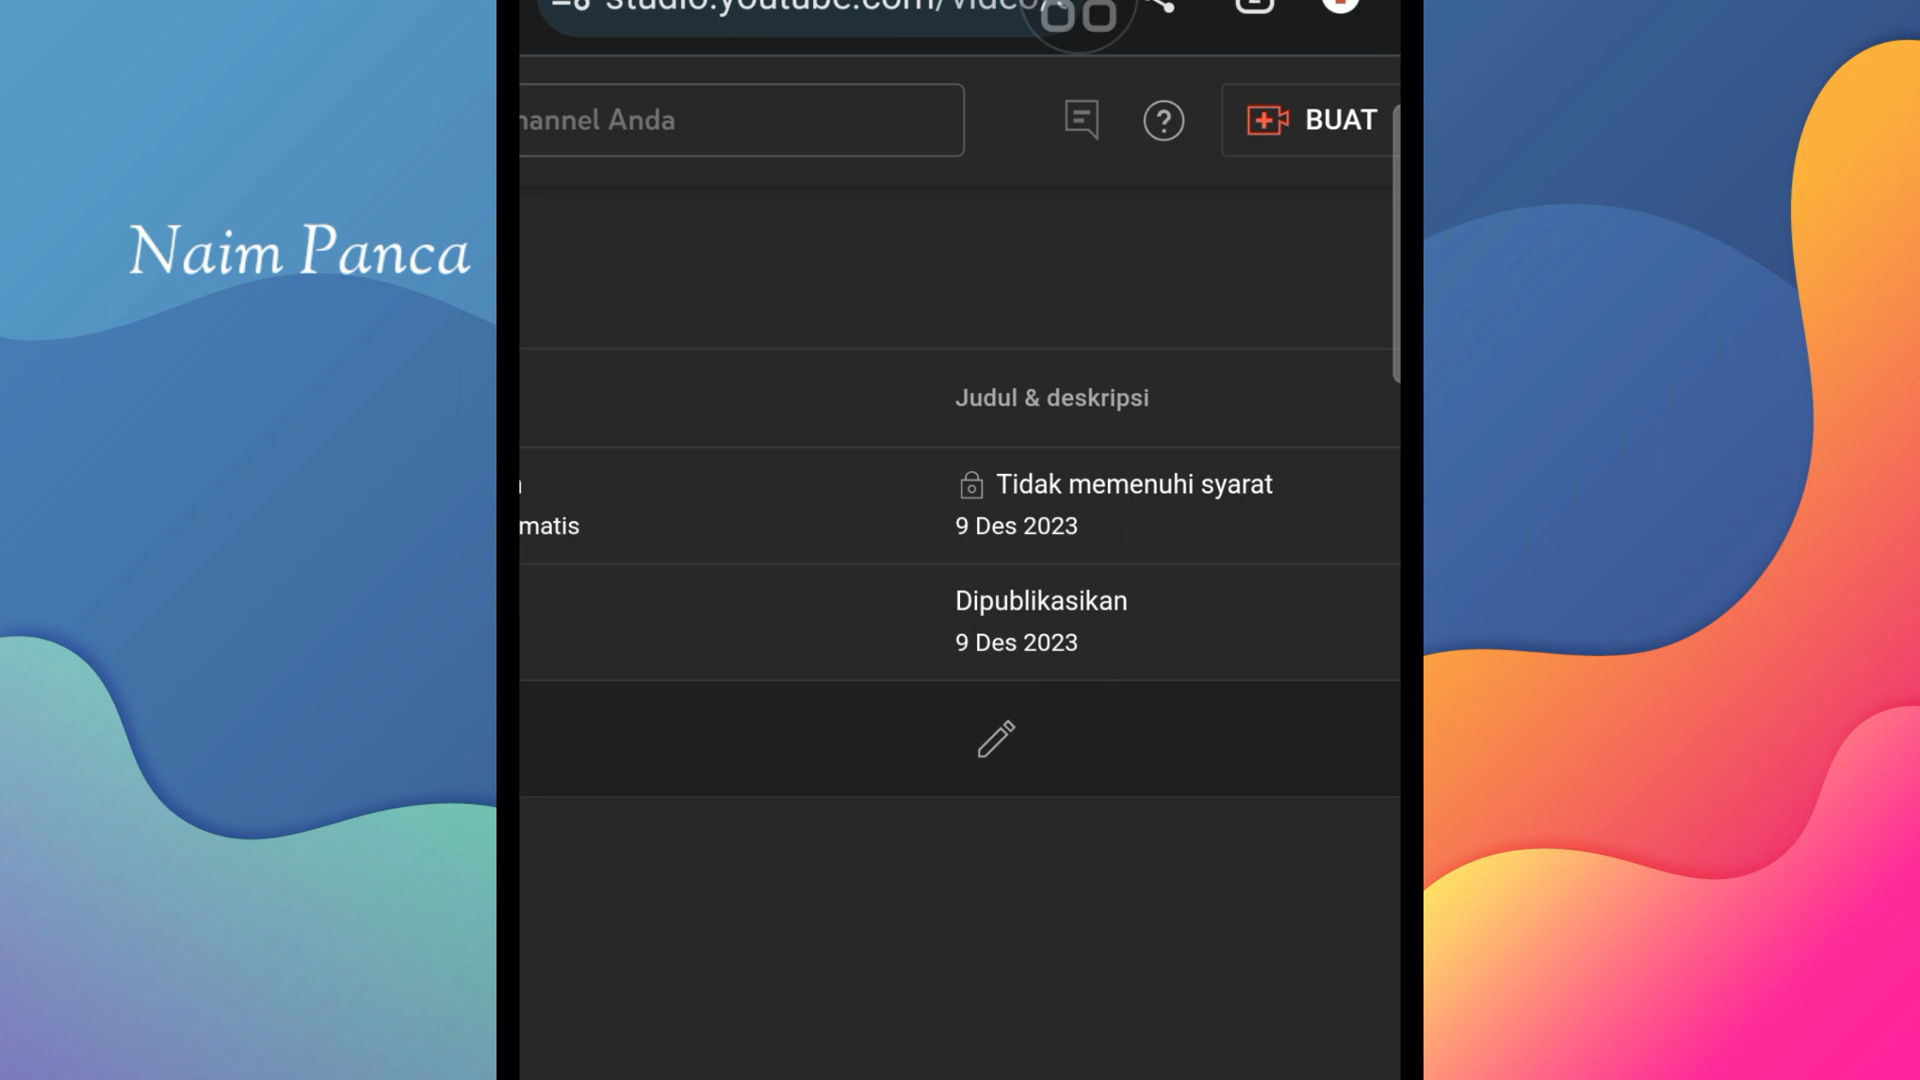 studio.youtube.com/video/
hannel Anda
BUAT
Naim Panca
Judul & deskripsi
Tidak memenuhi syarat
matis
9 Des 2023
Dipublikasikan
9 Des 2023